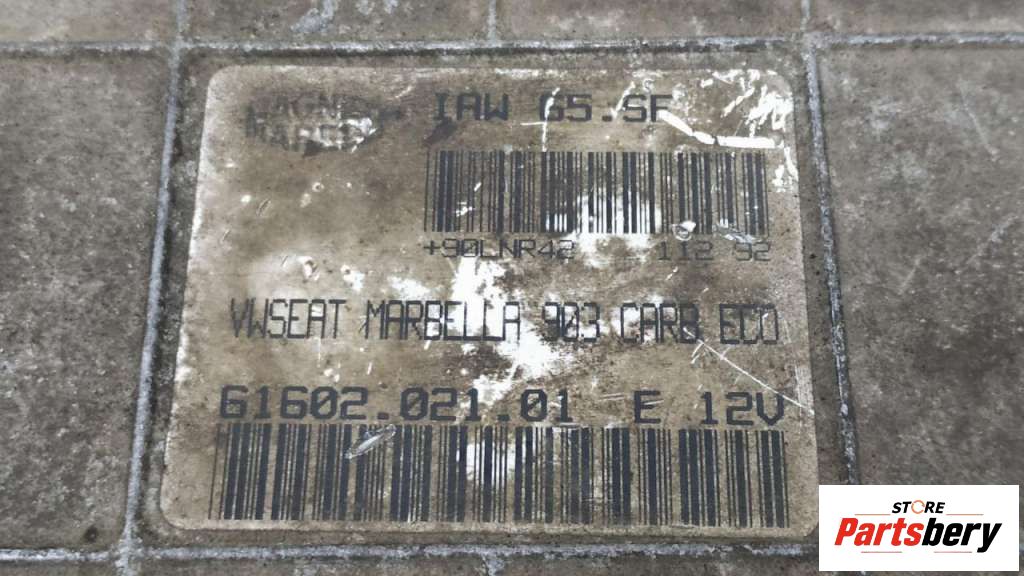 MAGNETI IAW G5.SF
MARELLI
+90LNR42 112 92
VWSEAT MARBELLA 903 CARB ECO
61602.021.01 E 12V
STORE
Partsbery